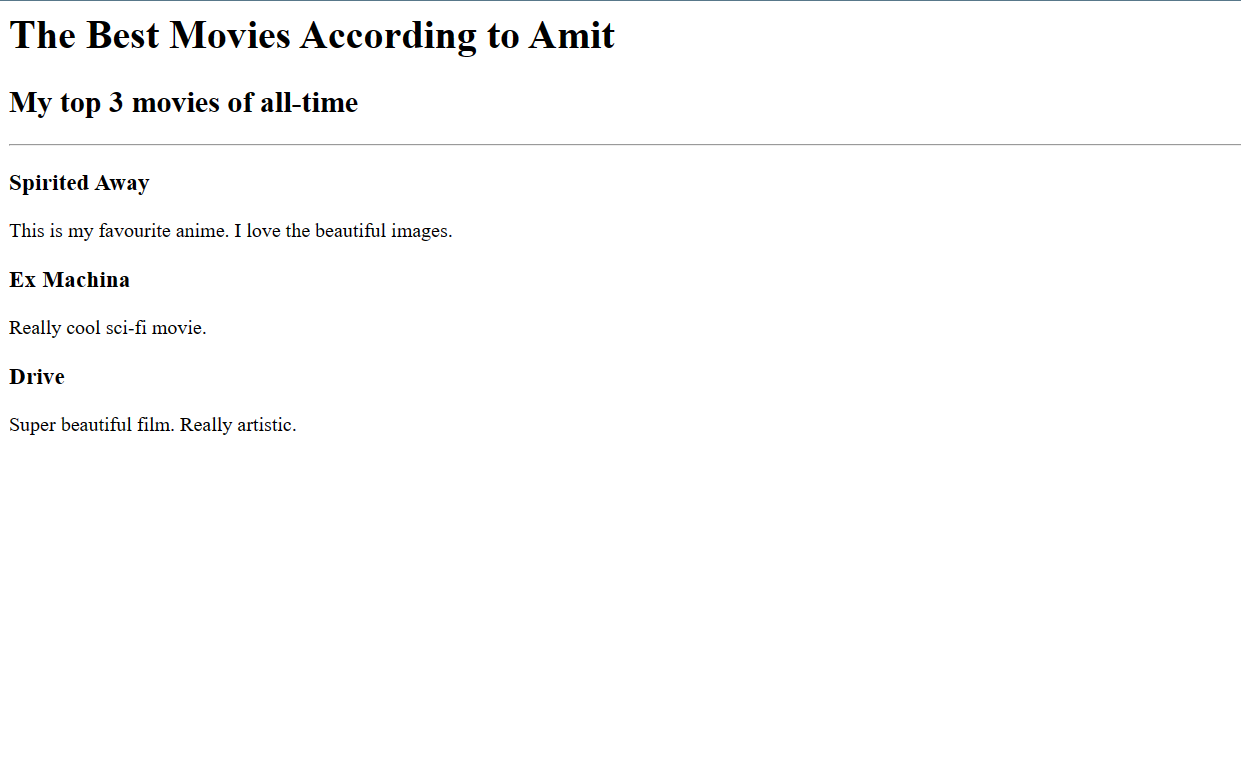 The Best Movies According to Amit
My top 3 movies of all-time
Spirited Away
This is my favourite anime. I love the beautiful images.
Ex Machina
Really cool sci-fi movie.
Drive
Super beautiful film. Really artistic.